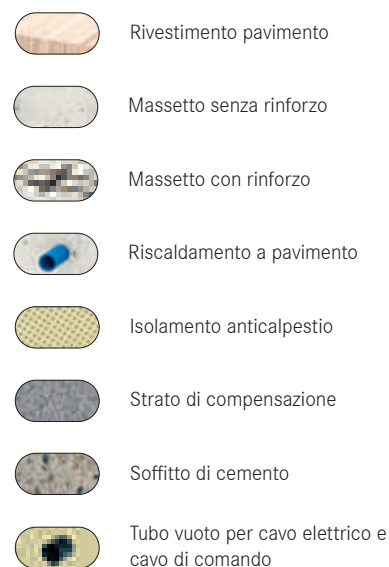 Rivestimento pavimento
Massetto senza rinforzo
Massetto con rinforzo
Riscaldamento a pavimento
Isolamento anticalpestio
Strato di compensazione
Soffitto di cemento
Tubo vuoto per cavo elettrico e
cavo di comando